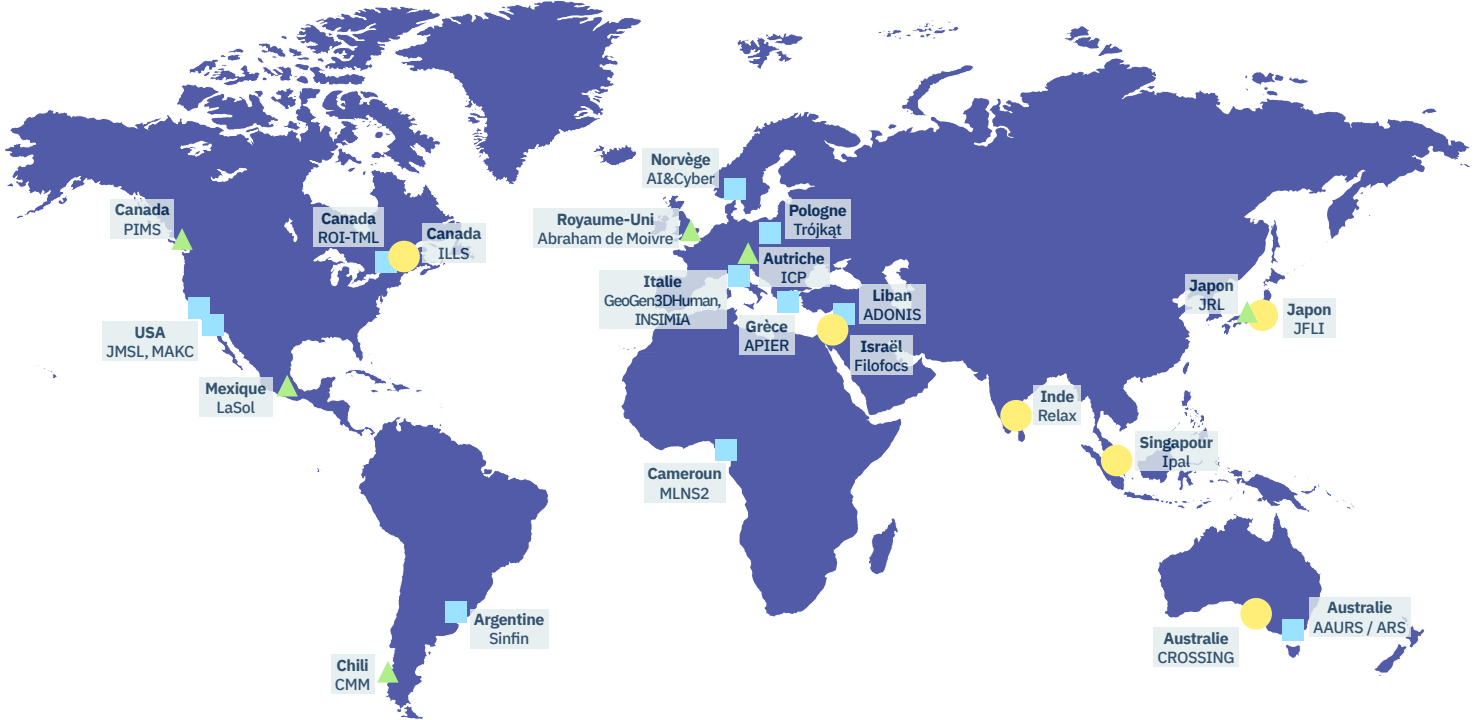 Norvège
AI&Cyber
Canada
PIMS
Canada
ROI-TML
Canada
ILLS
Royaume-Uni
Abraham de Moivre
Pologne
Trójkąt
Autriche
ICP
Italie
GeoGen3DHuman,
INSIMIA
Liban
ADONIS
Grèce
APIER
Israël
Filofocs
Japon
JRL
Japon
JFLI
USA
JMSL, MAKC
Mexique
LaSol
Inde
Relax
Singapour
Ipal
Cameroun
MLNS2
Argentine
Sinfin
Australie
AAURS / ARS
Australie
CROSSING
Chili
CMM